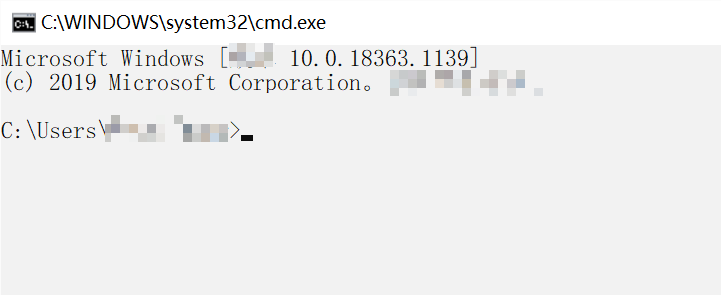 C:\WINDOWS\system32\cmd.exe
Microsoft Windows [ 10.0.18363.1139]
(c) 2019 Microsoft Corporation。
C:\Users\ >